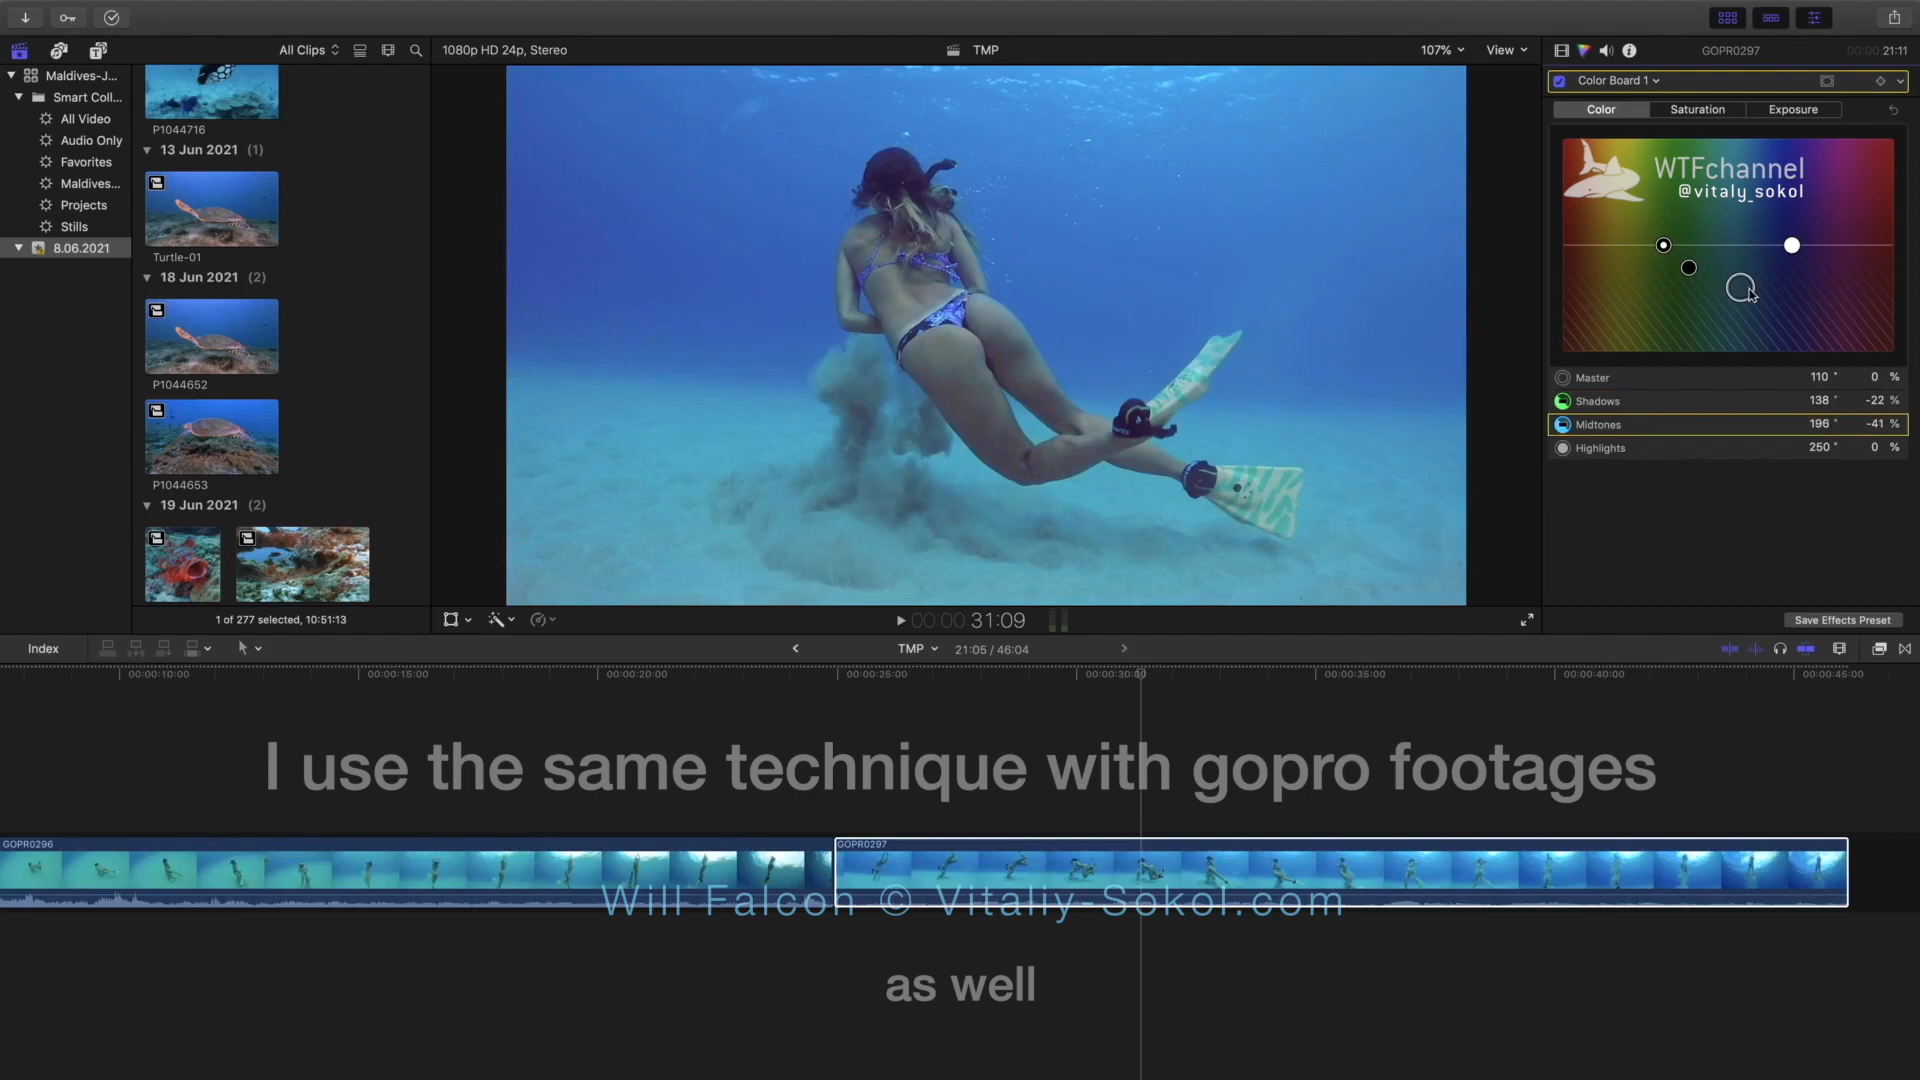 All Clips
1080p HD 24p, Stereo
TMP
107%
View
GOPR0297
00:00:21:11
Maldives-J...
Smart Coll...
All Video
Audio Only
Favorites
Maldives...
Projects
Stills
8.06.2021
P1044716
13 Jun 2021 (1)
Turtle-01
18 Jun 2021 (2)
P1044652
P1044653
19 Jun 2021 (2)
1 of 277 selected, 10:51:13
00:00:31:09
Color Board 1
Color
Saturation
Exposure
WTFchannel
@vitaly_sokol
Master 110 ° 0 %
Shadows 138 ° -22 %
Midtones 196 ° -41 %
Highlights 250 ° 0 %
Save Effects Preset
Index
TMP
21:05 / 46:04
00:00:10:00
00:00:15:00
00:00:20:00
00:00:25:00
00:00:30:00
00:00:35:00
00:00:40:00
00:00:45:00
I use the same technique with gopro footages
GOPR0296
GOPR0297
Will Falcon © Vitaliy-Sokol.com
as well